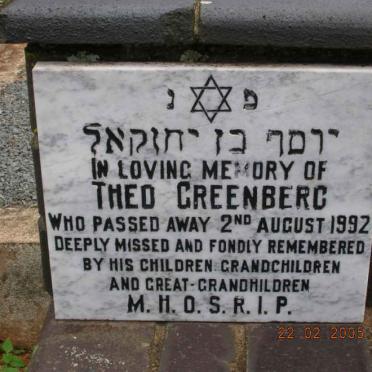 פ נ
יוסף בן יחזקאל
IN LOVING MEMORY OF
THEO GREENBERG
WHO PASSED AWAY 2ND AUGUST 1992
DEEPLY MISSED AND FONDLY REMEMBERED
BY HIS CHILDREN GRANDCHILDREN
AND GREAT-GRANDHILDREN
M.H.O.S.R.I.P.
22 02 2005